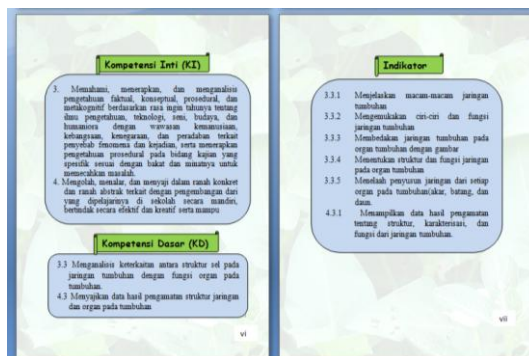 Kompetensi Inti (KI)
3. Memahami, menerapkan, dan menganalisis
pengetahuan faktual, konseptual, prosedural, dan
metakognitif berdasarkan rasa ingin tahunya tentang
ilmu pengetahuan, teknologi, seni, budaya, dan
humaniora dengan wawasan kemanusiaan,
kebangsaan, kenegaraan, dan peradaban terkait
penyebab fenomena dan kejadian, serta menerapkan
pengetahuan prosedural pada bidang kajian yang
spesifik sesuai dengan bakat dan minatnya untuk
memecahkan masalah.
4. Mengolah, menalar, dan menyaji dalam ranah konkret
dan ranah abstrak terkait dengan pengembangan dari
yang dipelajarinya di sekolah secara mandiri,
bertindak secara efektif dan kreatif serta mampu
Kompetensi Dasar (KD)
3.3 Menganalisis keterkaitan antara struktur sel pada
jaringan tumbuhan dengan fungsi organ pada
tumbuhan.
4.3 Menyajikan data hasil pengamatan struktur jaringan
dan organ pada tumbuhan
vi
Indikator
3.3.1 Menjelaskan macam-macam jaringan
tumbuhan
3.3.2 Mengemukakan ciri-ciri dan fungsi
jaringan tumbuhan
3.3.3 Membedakan jaringan tumbuhan pada
organ tumbuhan dengan gambar
3.3.4 Menentukan struktur dan fungsi jaringan
pada organ tumbuhan
3.3.5 Menelaah penyusun jaringan dari setiap
organ pada tumbuhan(akar, batang, dan
daun.
4.3.1 Menampilkan data hasil pengamatan
tentang struktur, karakterisasi, dan
fungsi dari jaringan tumbuhan.
vii